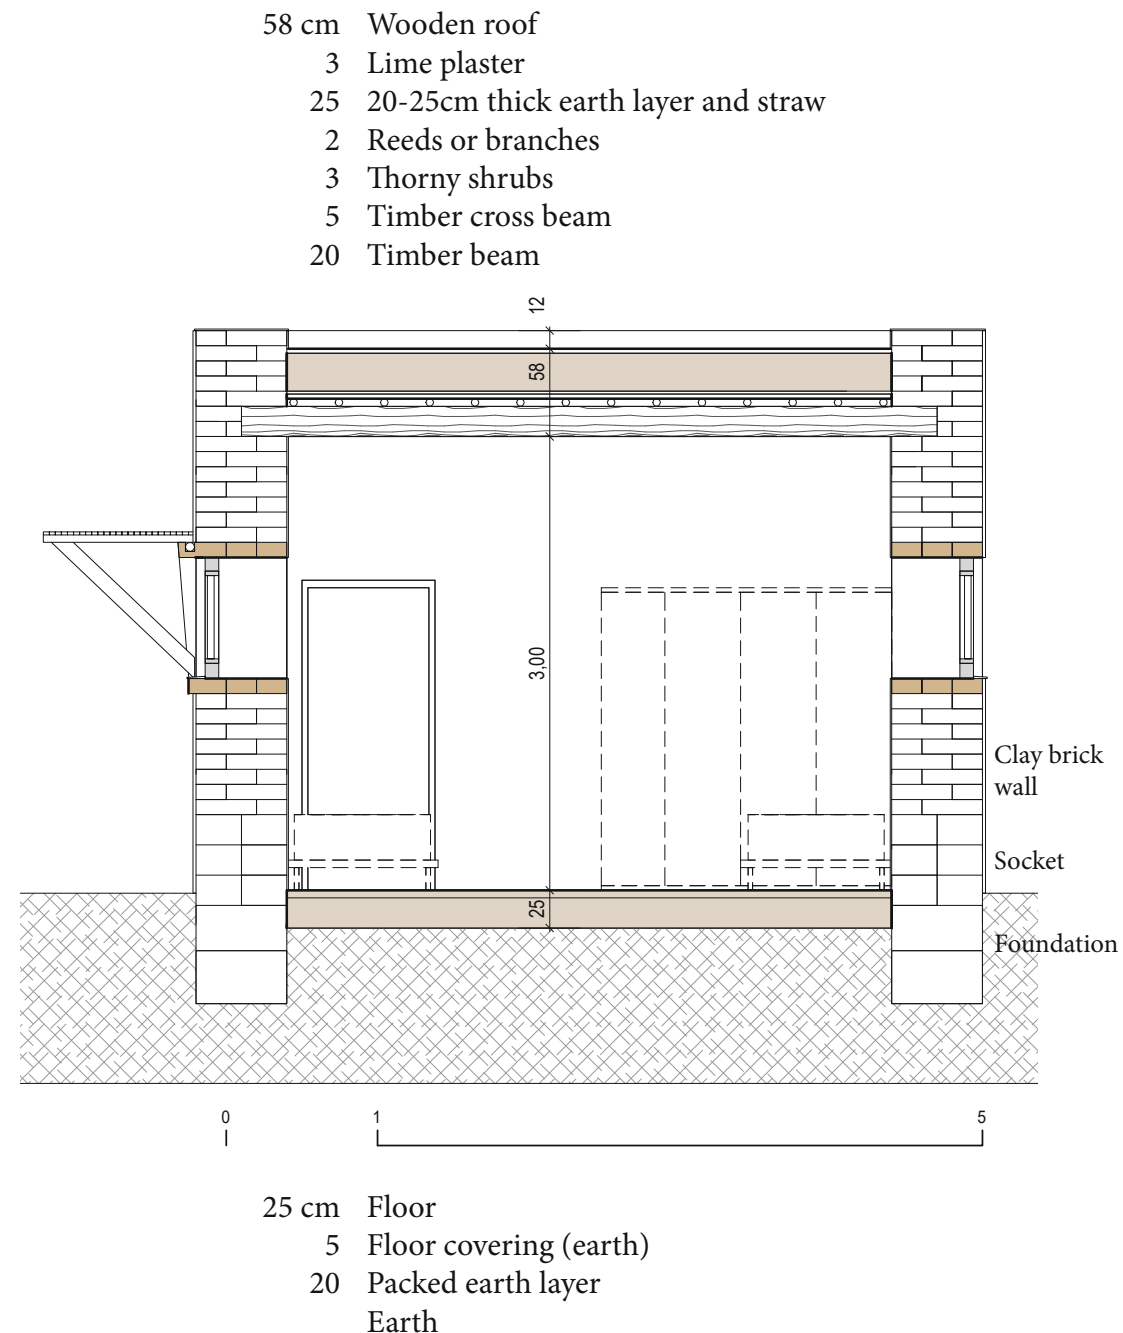 58 cm Wooden roof
3 Lime plaster
25 20-25cm thick earth layer and straw
2 Reeds or branches
3 Thorny shrubs
5 Timber cross beam
20 Timber beam
12
58
3,00
Clay brick
wall
Socket
25
Foundation
0 1 5
25 cm Floor
5 Floor covering (earth)
20 Packed earth layer
Earth